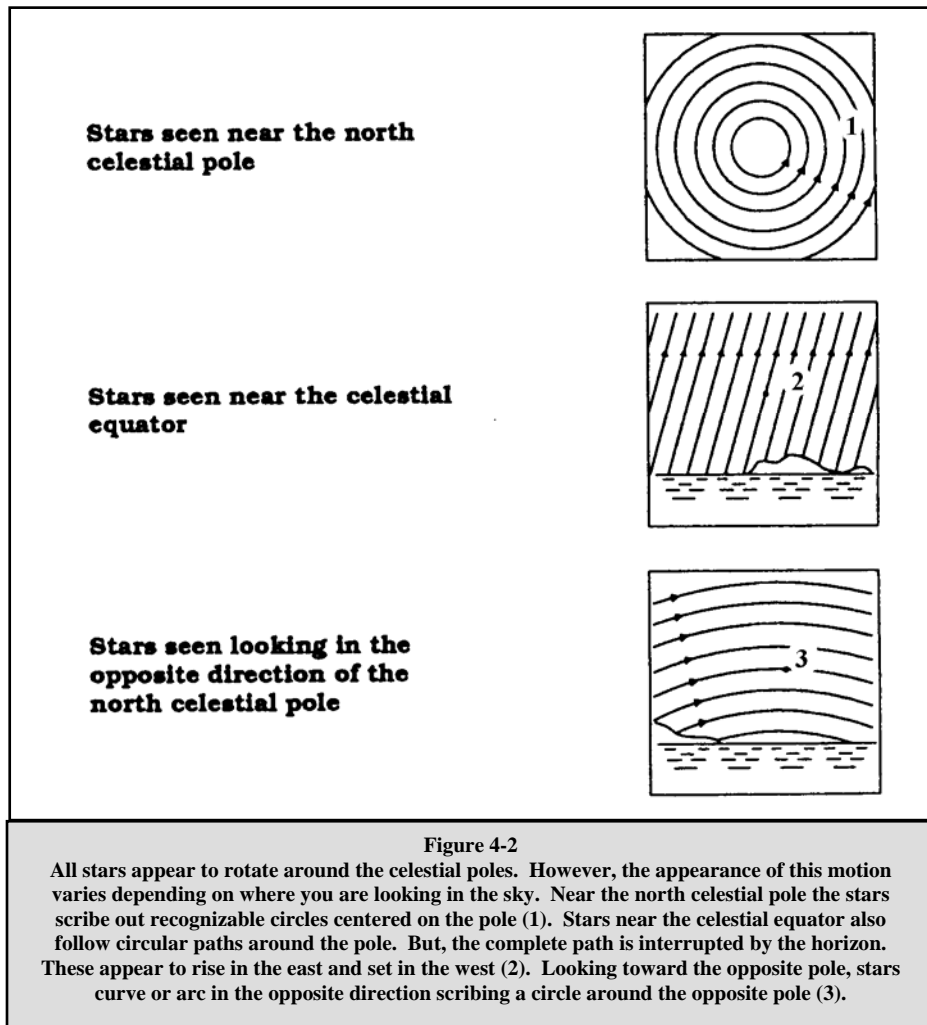 Stars seen near the north
celestial pole
1
Stars seen near the celestial
equator
2
Stars seen looking in the
opposite direction of the
north celestial pole
3
Figure 4-2
All stars appear to rotate around the celestial poles. However, the appearance of this motion
varies depending on where you are looking in the sky. Near the north celestial pole the stars
scribe out recognizable circles centered on the pole (1). Stars near the celestial equator also
follow circular paths around the pole. But, the complete path is interrupted by the horizon.
These appear to rise in the east and set in the west (2). Looking toward the opposite pole, stars
curve or arc in the opposite direction scribing a circle around the opposite pole (3).